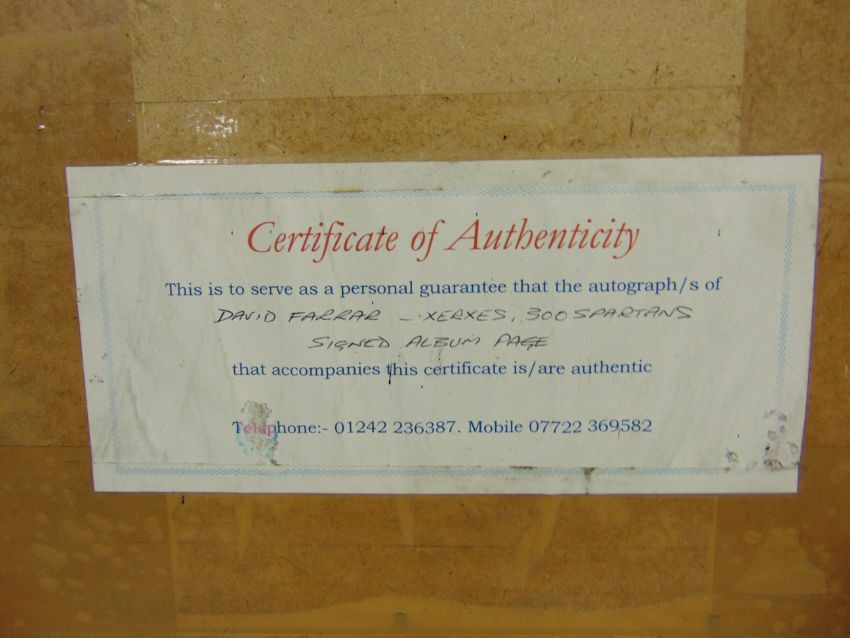 Certificate of Authenticity
This is to serve as a personal guarantee that the autograph/s of
DAVID FARRAR - XERXES, 300 SPARTANS
SIGNED ALBUM PAGE
that accompanies this certificate is/are authentic
Telephone:- 01242 236387. Mobile 07722 369582